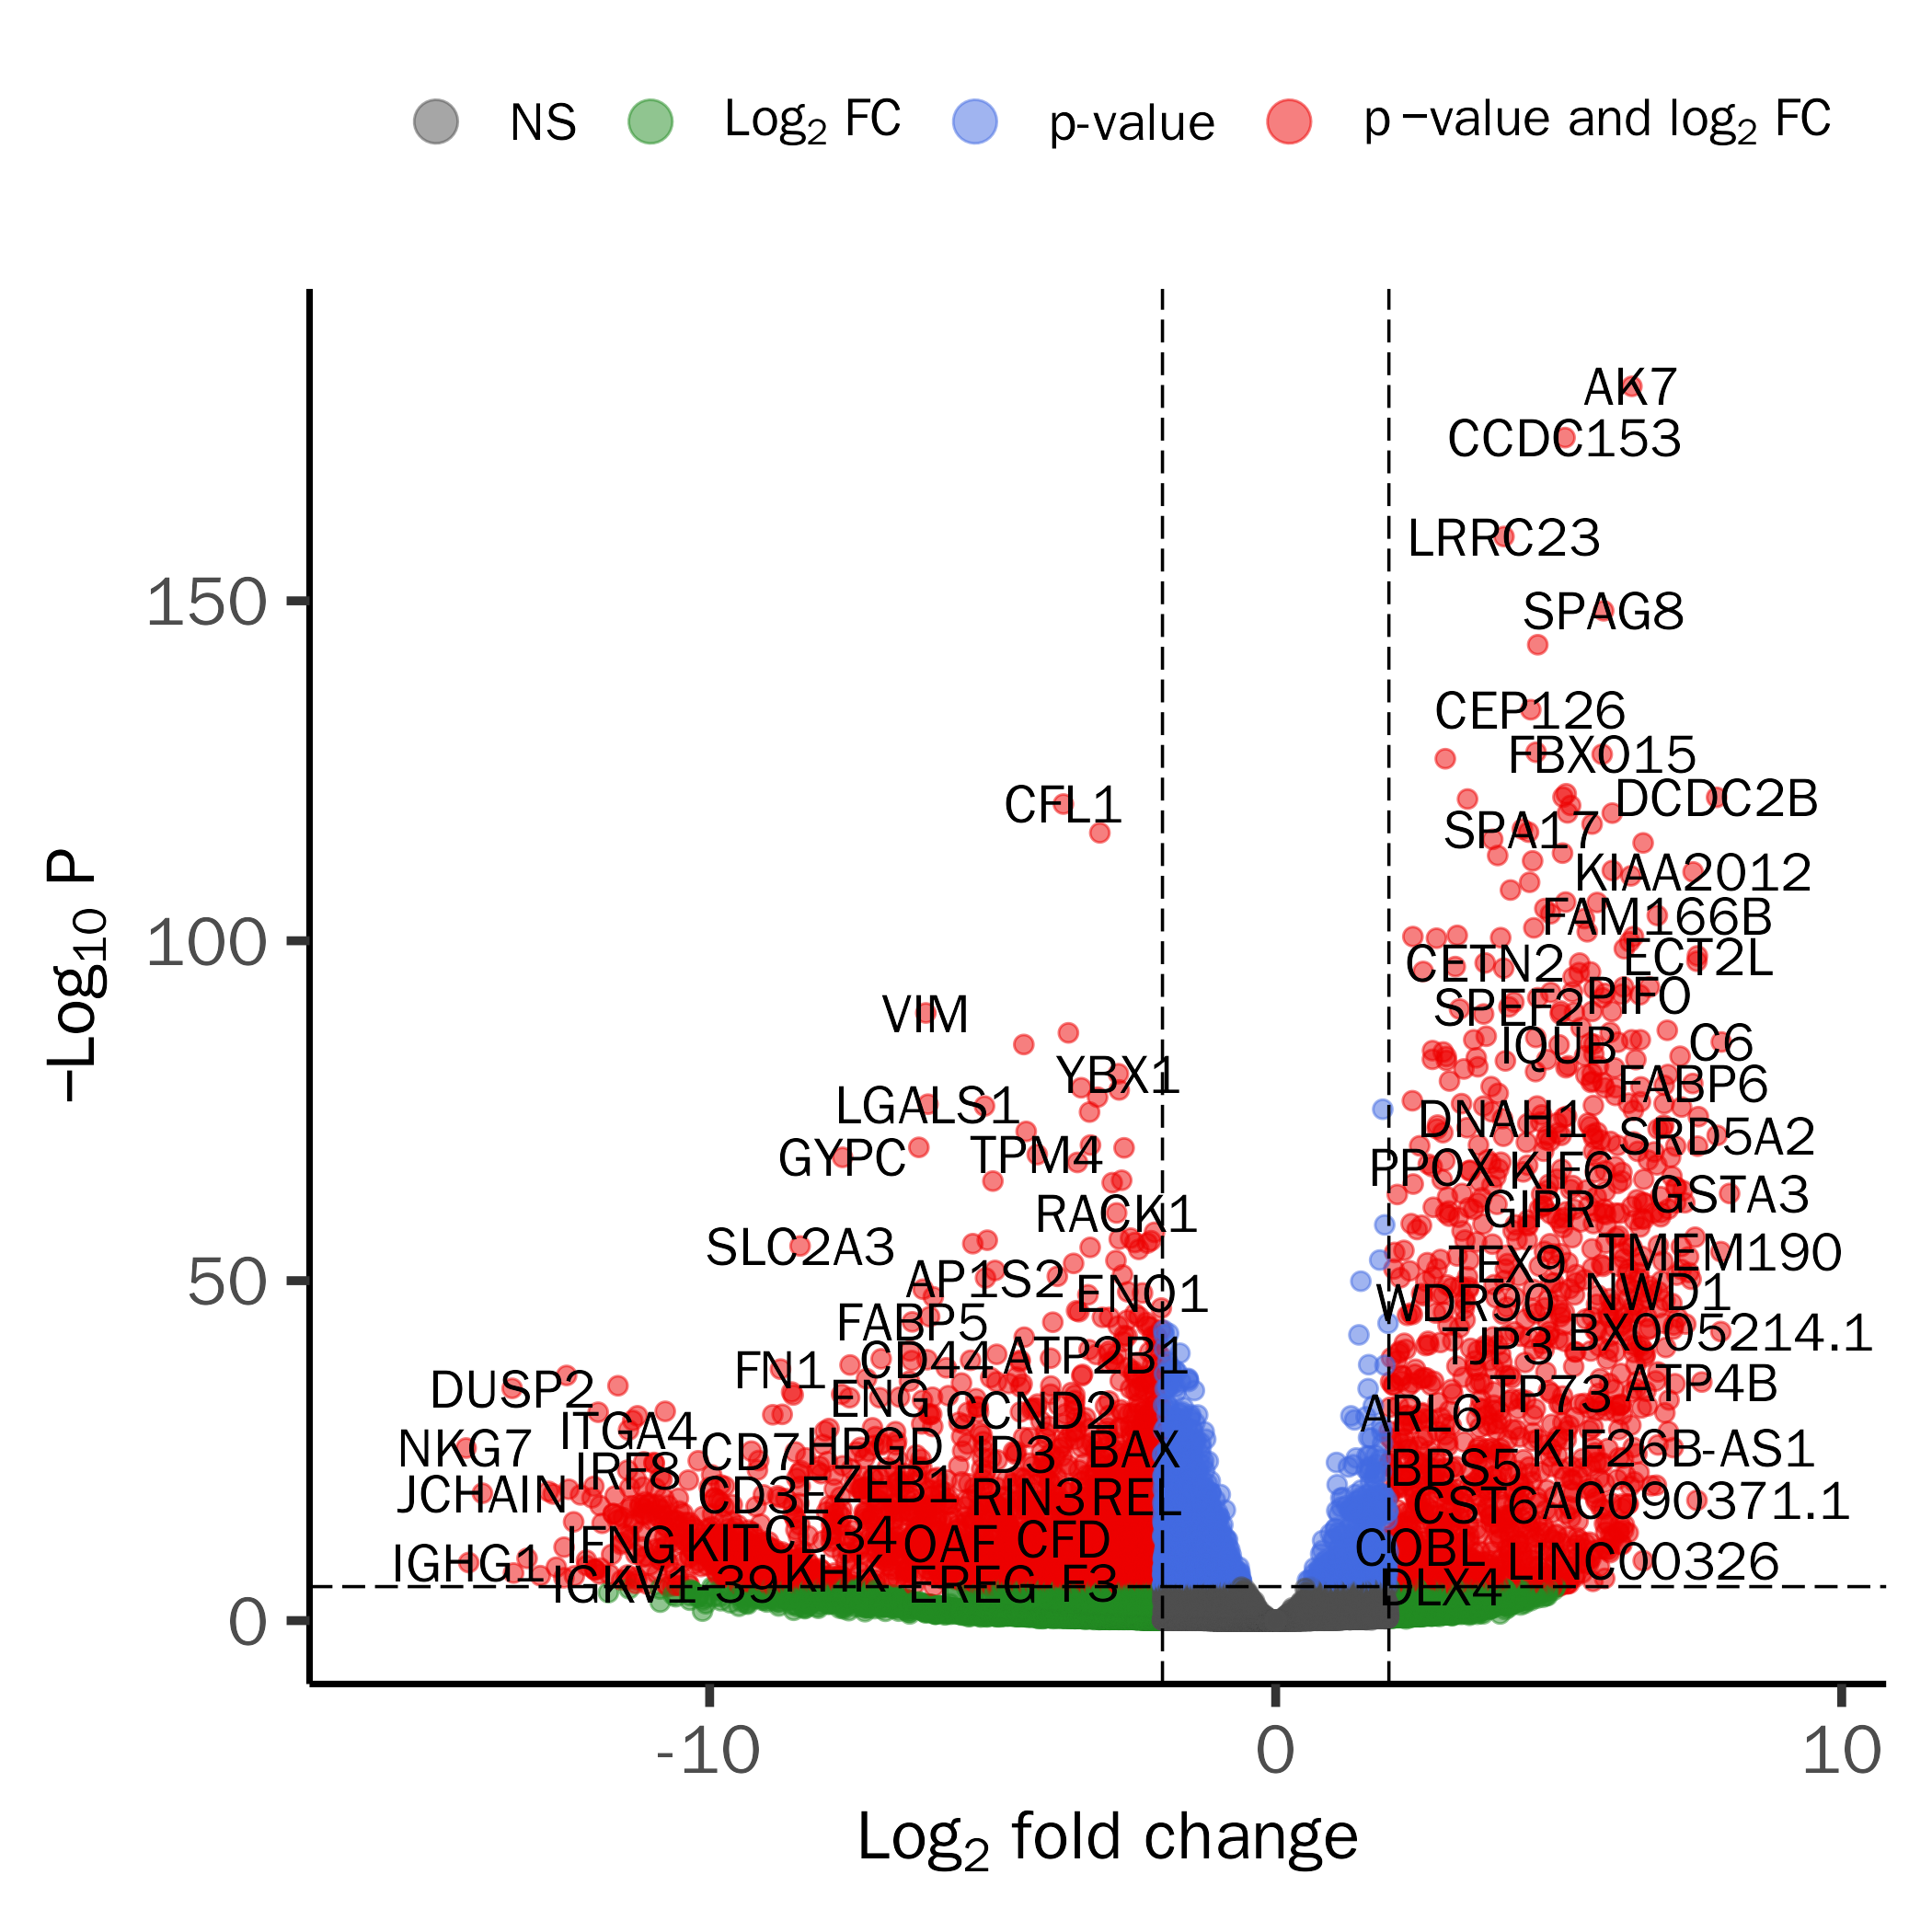 NS Log2 FC p-value p −value and log2 FC
AK7
CCDC153
LRRC23
150
SPAG8
CEP126
FBXO15
CFL1 DCDC2B
SPA17
KIAA2012
FAM166B
100
CETN2 ECT2L
VIM SPEF2 PIFO
IQUB C6
YBX1 FABP6
LGALS1 DNAH1
GYPC TPM4 SRD5A2
PPOX KIF6
RACK1 GIPR GSTA3
SLC2A3 TEX9 TMEM190
50
AP1S2 ENO1 WDR90 NWD1
FABP5 TJP3 BX005214.1
FN1 CD44 ATP2B1
DUSP2 ENG CCND2 TP73 ATP4B
ITGA4 ARL6
NKG7 CD7 HPGD ID3 BAX KIF26B-AS1
IRF8 BBS5
JCHAIN CD3E ZEB1 RIN3 REL CST6 AC090371.1
IFNG KIT CD34 OAF CFD COBL
IGHG1 KHK LINC00326
IGKV1-39 EREG F3 DLX4
0
−Log10 P
-10 0 10
Log2 fold change